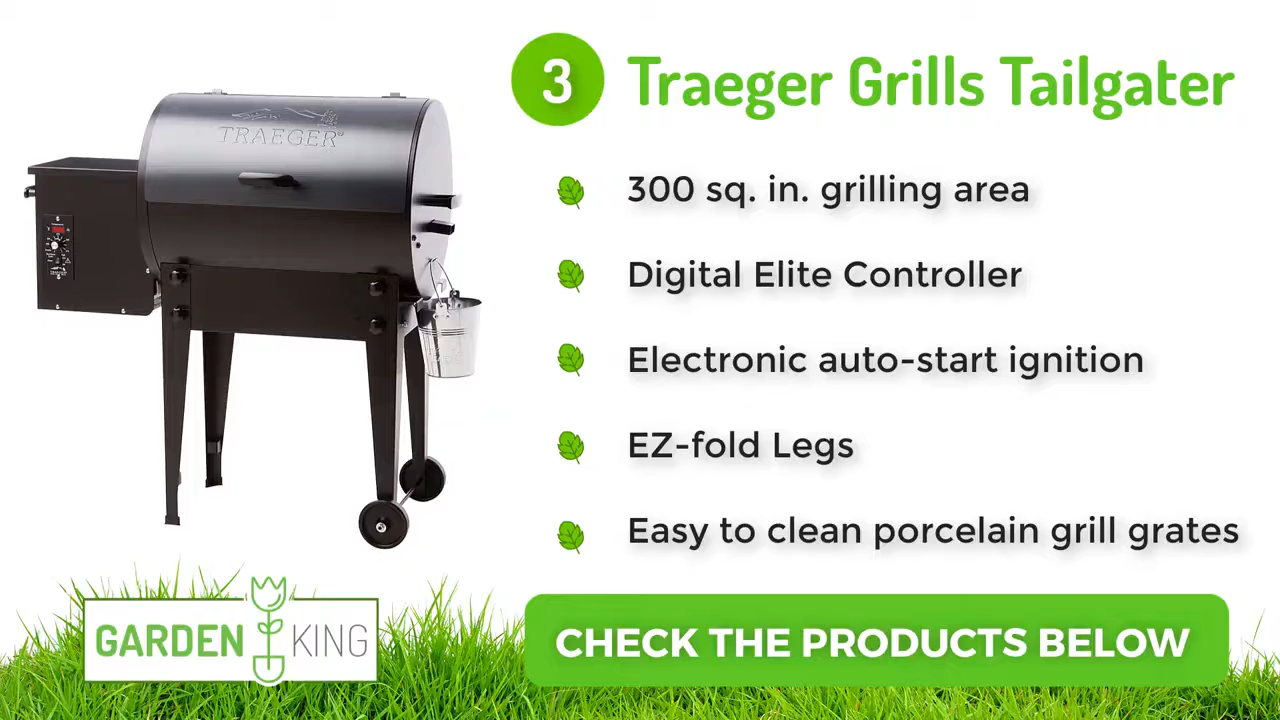 3 Traeger Grills Tailgater
TRAEGER
300 sq. in. grilling area
Digital Elite Controller
Electronic auto-start ignition
EZ-fold Legs
Easy to clean porcelain grill grates
GARDEN KING
CHECK THE PRODUCTS BELOW